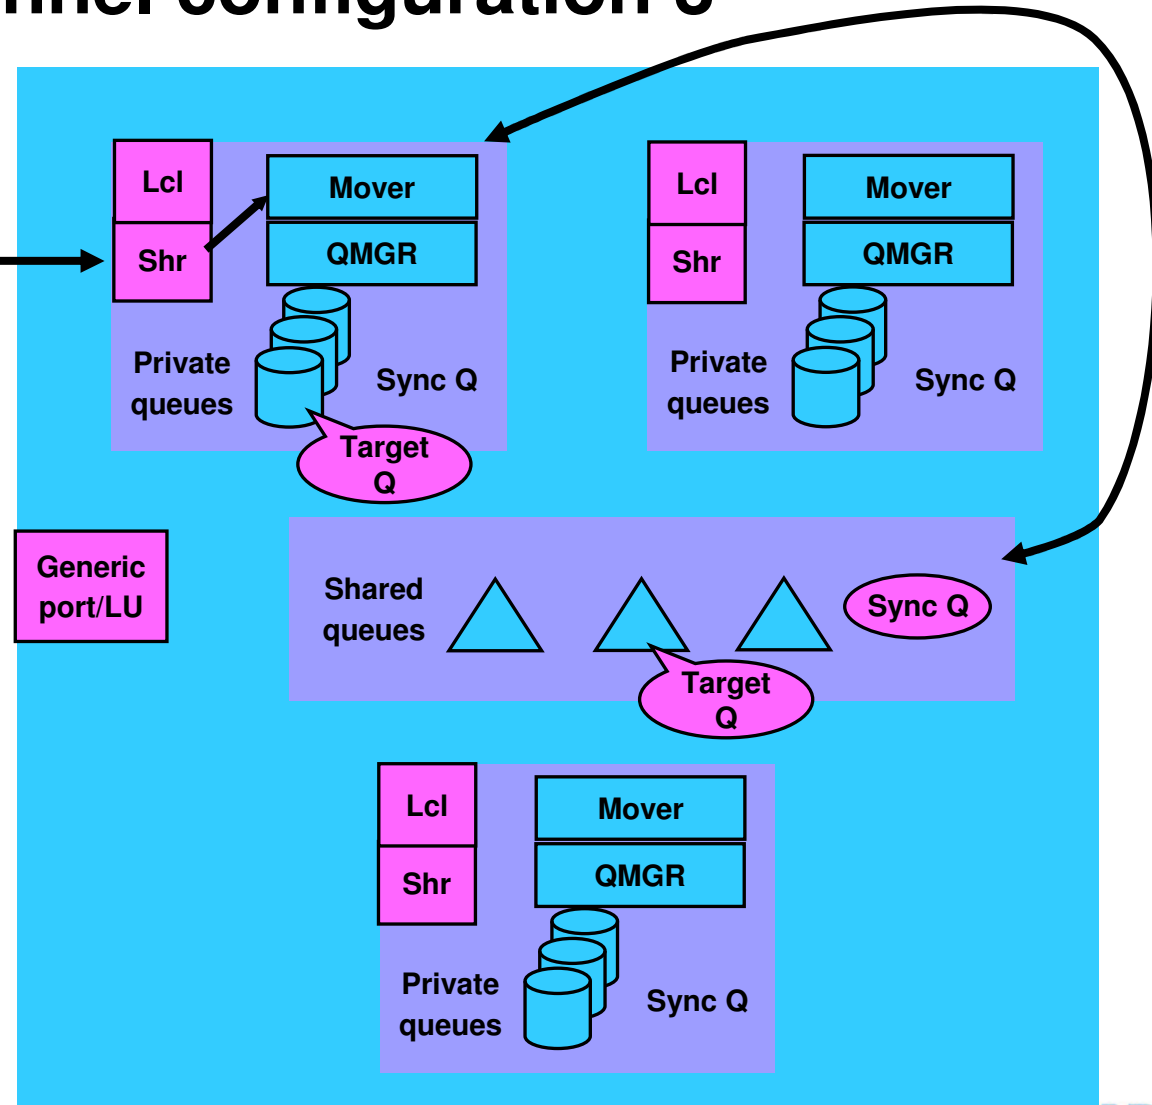 configuration
Lcl
Mover
Shr
QMGR
Private
queues
Sync Q
Target
Q
Lcl
Mover
Shr
QMGR
Private
queues
Sync Q
Generic
port/LU
Shared
queues
Sync Q
Target
Q
Lcl
Mover
Shr
QMGR
Private
queues
Sync Q